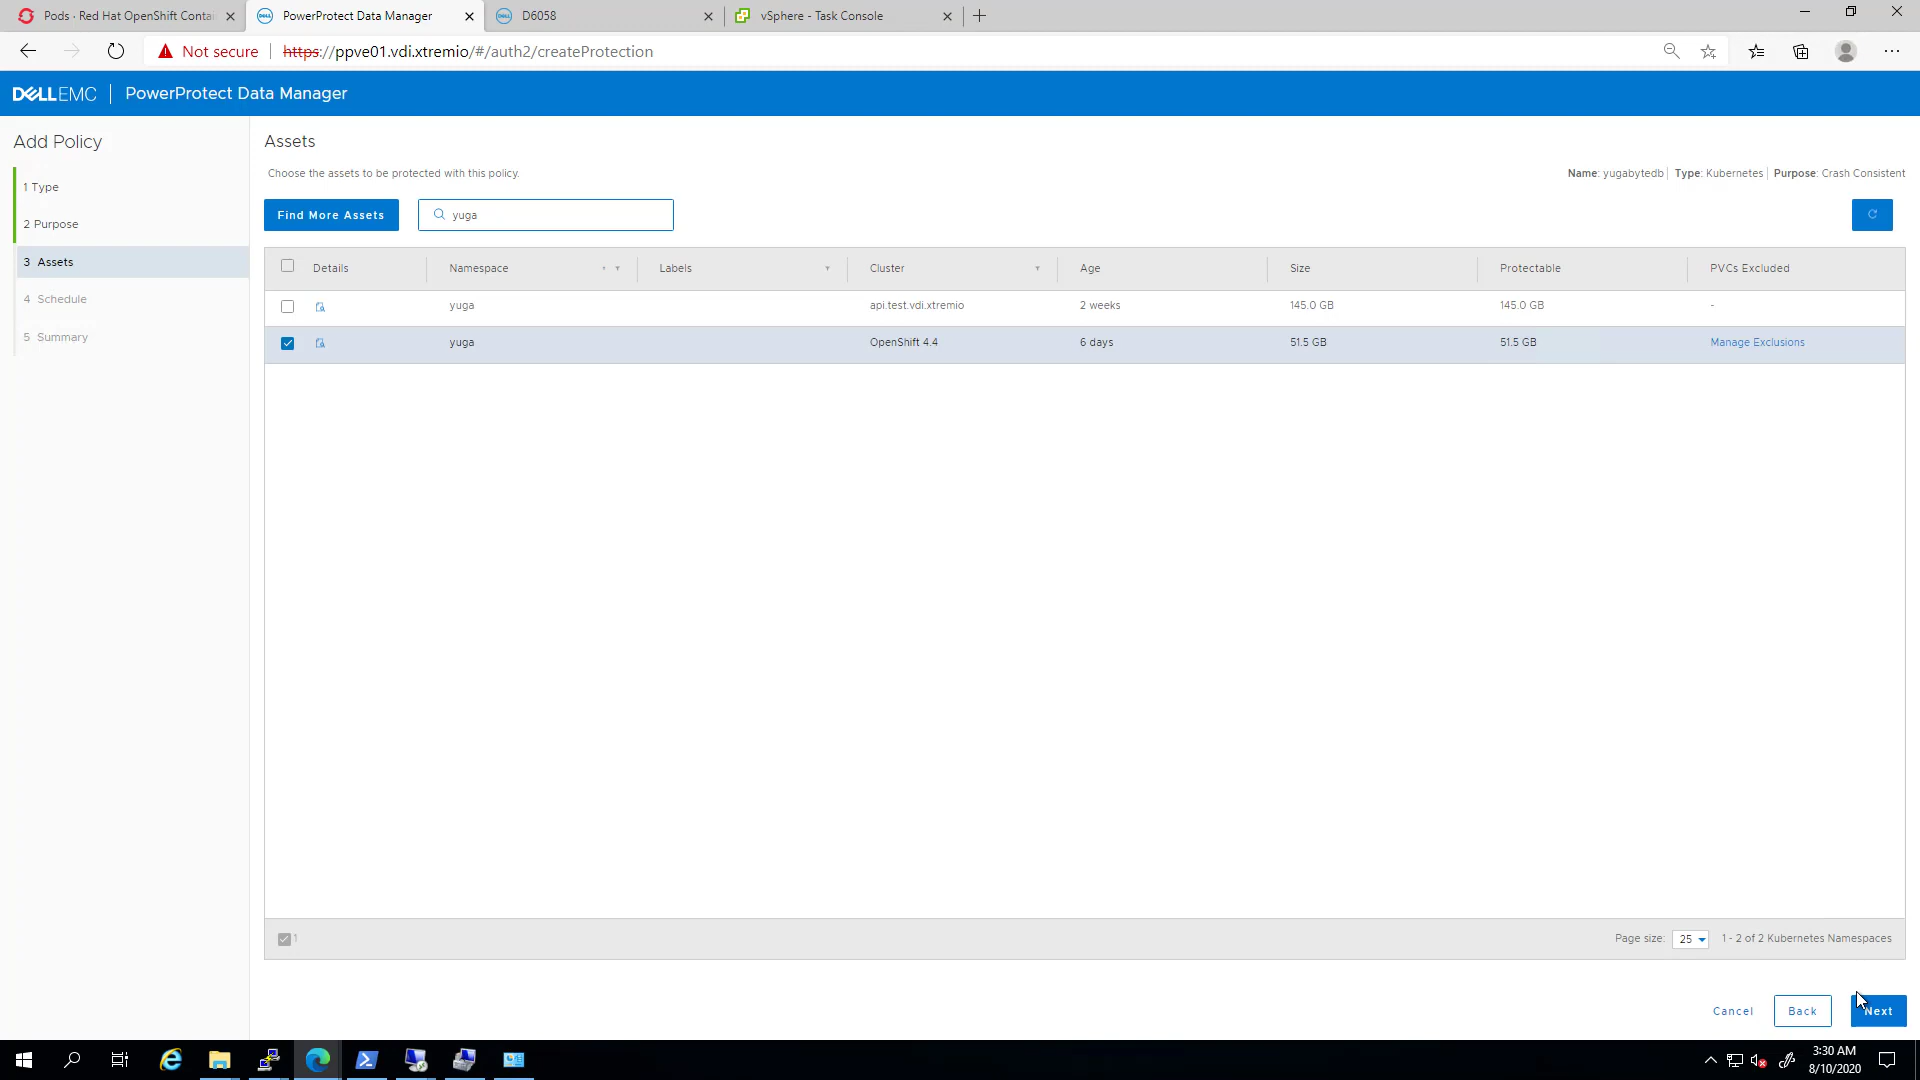 Pods · Red Hat OpenShift Contai
PowerProtect Data Manager
D6058
vSphere - Task Console
Not secure
https://ppve01.vdi.xtremio/#/auth2/createProtection
DELLEMC
PowerProtect Data Manager
Add Policy
1 Type
2 Purpose
3 Assets
4 Schedule
5 Summary
Assets
Choose the assets to be protected with this policy.
Name: yugabytedb Type: Kubernetes Purpose: Crash Consistent
Find More Assets
yuga
Details Namespace Labels Cluster Age Size Protectable PVCs Excluded
yuga api.test.vdi.xtremio 2 weeks 145.0 GB 145.0 GB -
yuga OpenShift 4.4 6 days 51.5 GB 51.5 GB Manage Exclusions
1
Page size: 25 1 - 2 of 2 Kubernetes Namespaces
Cancel Back Next
3:30 AM
8/10/2020